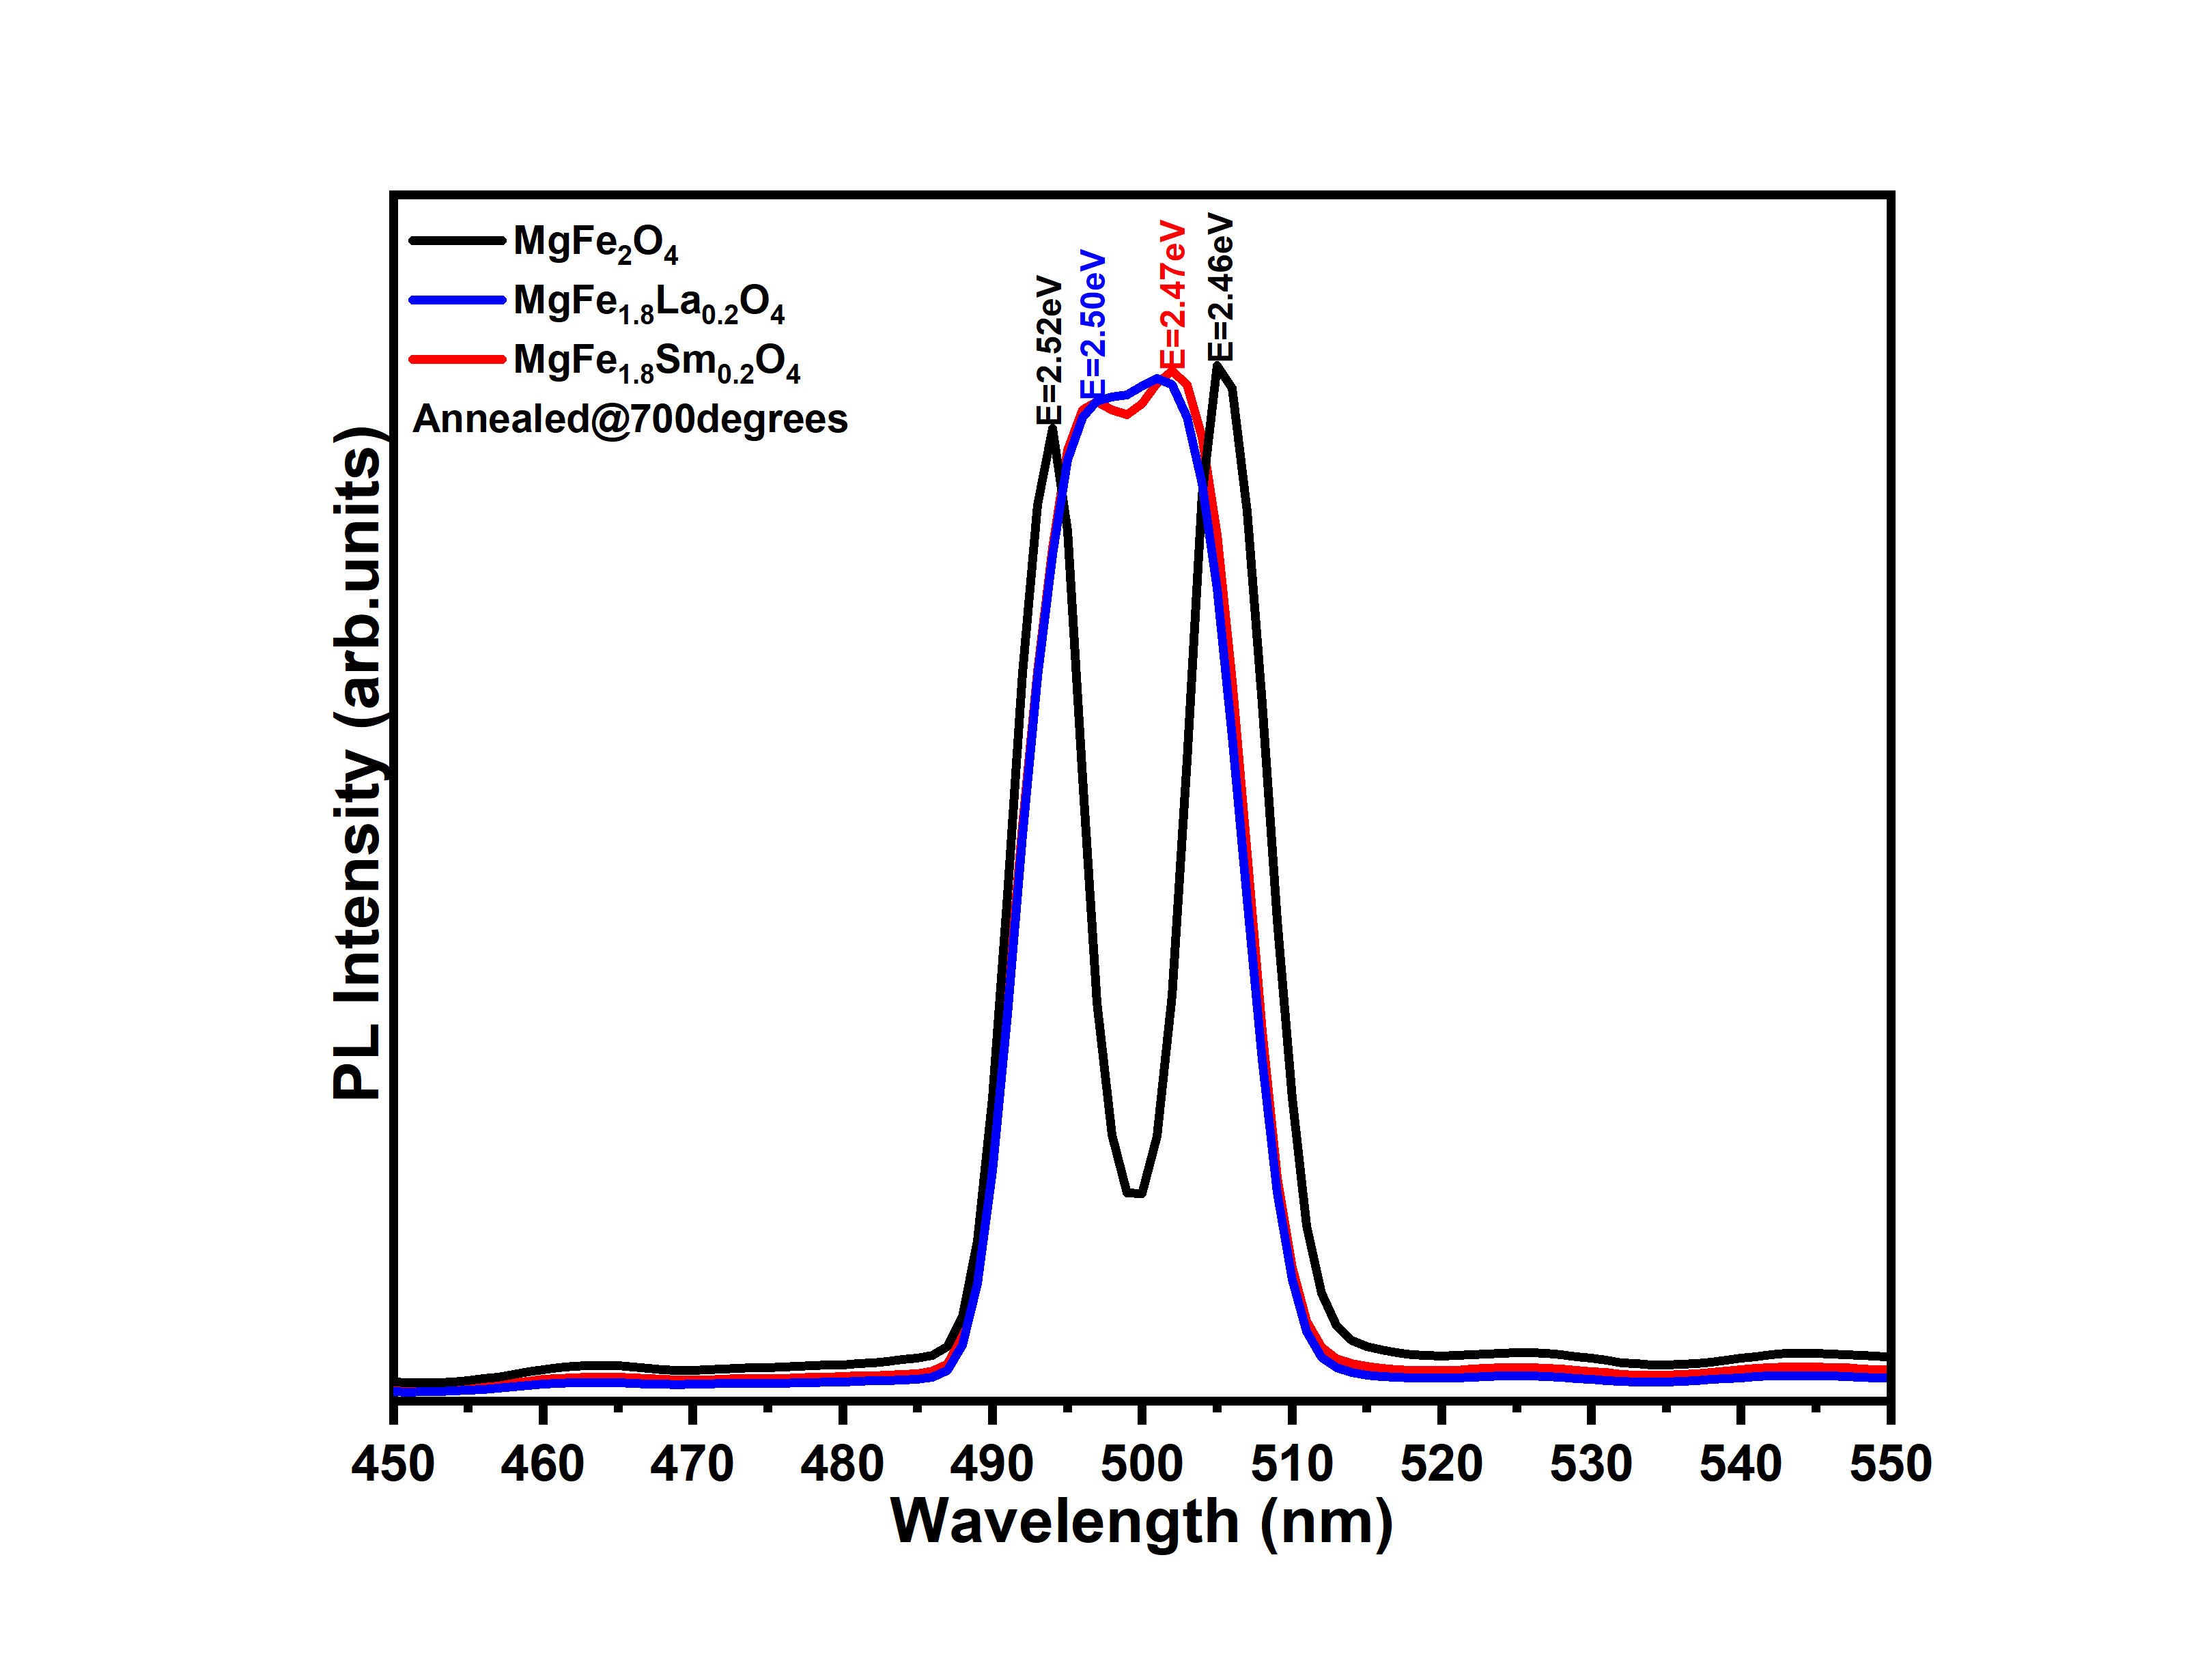 MgFe₂O₄
MgFe₁.₈La₀.₂O₄
MgFe₁.₈Sm₀.₂O₄
Annealed@700degrees
E=2.52eV
E=2.50eV
E=2.47eV
E=2.46eV
PL Intensity (arb.units)
450 460 470 480 490 500 510 520 530 540 550
Wavelength (nm)